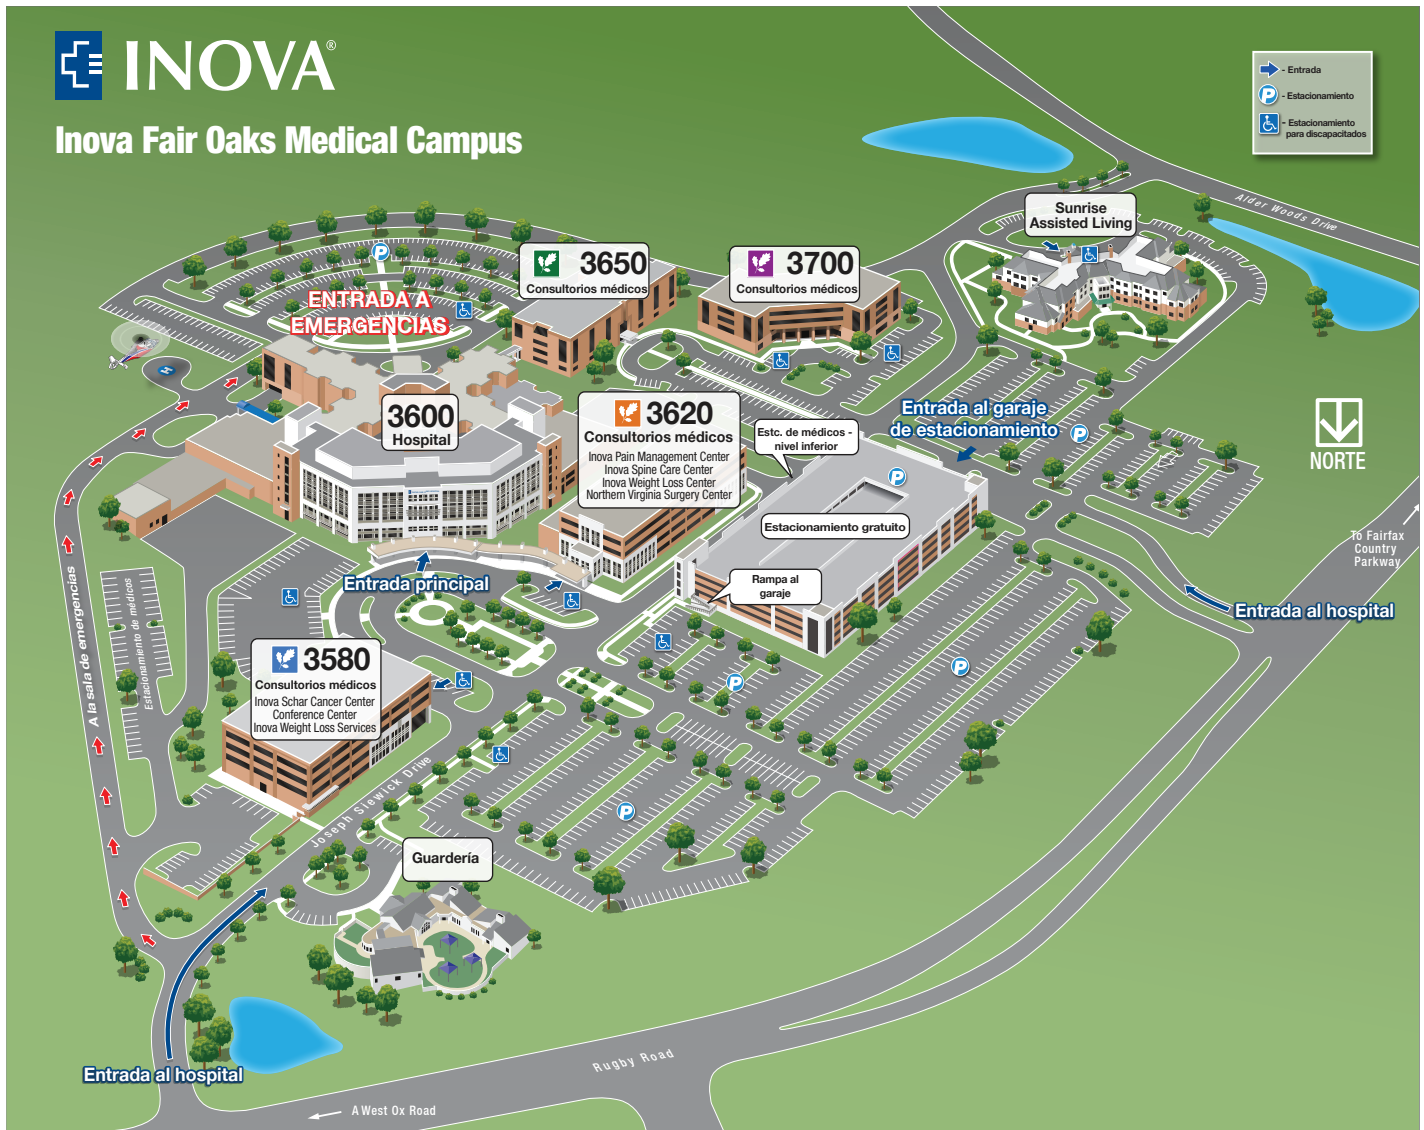 INOVA®
Inova Fair Oaks Medical Campus
- Entrada
P
- Estacionamiento
- Estacionamiento
para discapacitados
Alder Woods Drive
Sunrise
Assisted Living
P
3650
Consultorios médicos
3700
Consultorios médicos
ENTRADA A
EMERGENCIAS
H
3600
Hospital
3620
Consultorios médicos
Inova Pain Management Center
Inova Spine Care Center
Inova Weight Loss Center
Northern Virginia Surgery Center
Estc. de médicos -
nivel inferior
Entrada al garaje
de estacionamiento
P
NORTE
P
Estacionamiento gratuito
To Fairfax
Country
Parkway
Rampa al
garaje
Entrada principal
Entrada al hospital
A la sala de emergencias
Estacionamiento de médicos
3580
Consultorios médicos
Inova Schar Cancer Center
Conference Center
Inova Weight Loss Services
P
P
Joseph Siewick Drive
P
Guardería
Entrada al hospital
Rugby Road
A West Ox Road